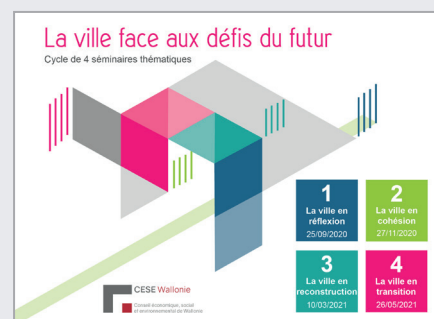 La ville face aux défis du futur
Cycle de 4 séminaires thématiques
1
La ville en
réflexion
25/09/2020
2
La ville en
cohésion
27/11/2020
3
La ville en
reconstruction
10/03/2021
4
La ville en
transition
26/05/2021
CESE Wallonie
Conseil économique, social
et environnemental de Wallonie